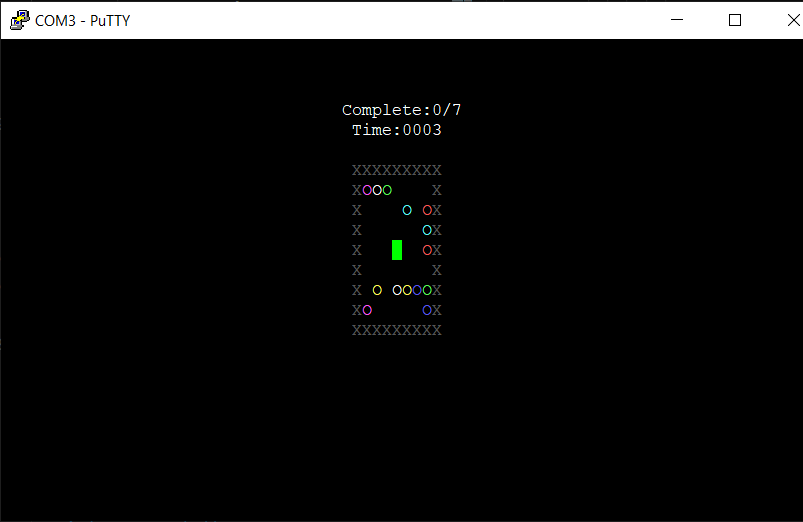 COM3 - PuTTY
Complete:0/7
Time:0003
XXXXXXXXX
XOOO    X
X    O OX
X      OX
X      OX
X       X
X O OOOOX
XO     OX
XXXXXXXXX